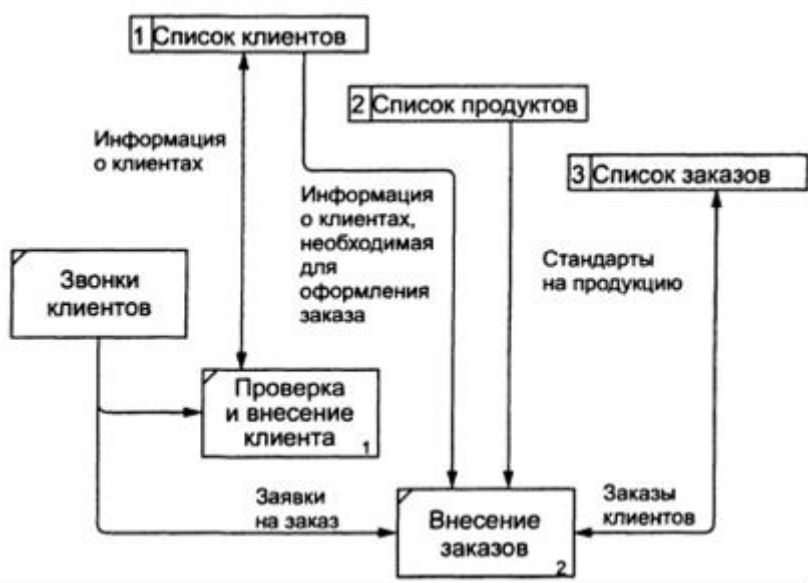 1 Список клиентов
2 Список продуктов
3 Список заказов
Информация
о клиентах
Информация
о клиентах,
необходимая
для
оформления
заказа
Стандарты
на продукцию
Звонки
клиентов
Проверка
и внесение
клиента
1
Заявки
на заказ
Внесение
заказов
2
Заказы
клиентов